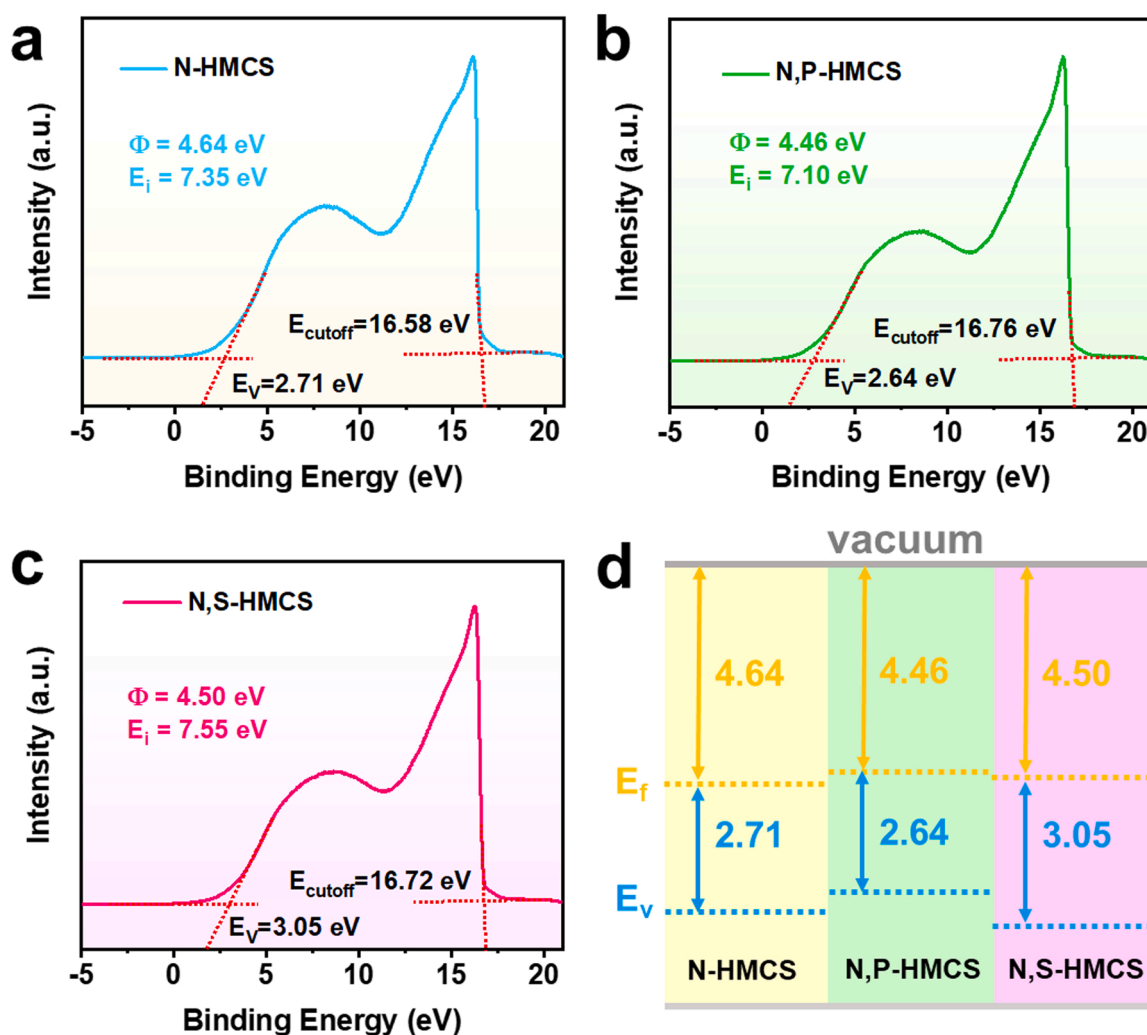 a
N-HMCS
Φ = 4.64 eV
Eᵢ = 7.35 eV
E_cutoff=16.58 eV
E_V=2.71 eV
Intensity (a.u.)
-5 0 5 10 15 20
Binding Energy (eV)
b
N,P-HMCS
Φ = 4.46 eV
Eᵢ = 7.10 eV
E_cutoff=16.76 eV
E_V=2.64 eV
Intensity (a.u.)
-5 0 5 10 15 20
Binding Energy (eV)
c
N,S-HMCS
Φ = 4.50 eV
Eᵢ = 7.55 eV
E_cutoff=16.72 eV
E_V=3.05 eV
Intensity (a.u.)
-5 0 5 10 15 20
Binding Energy (eV)
d
vacuum
4.64 4.46 4.50
E_f
2.71 2.64 3.05
E_v
N-HMCS N,P-HMCS N,S-HMCS